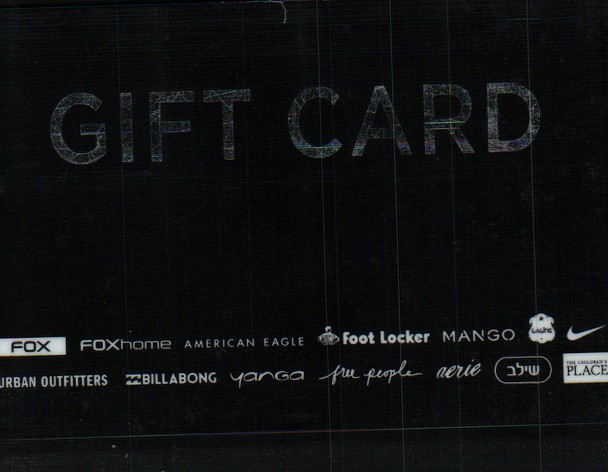 GIFT CARD
FOX FOXhome AMERICAN EAGLE Foot Locker MANGO
URBAN OUTFITTERS BILLABONG yanga free people aerie שילב THE CHILDREN'S PLACE